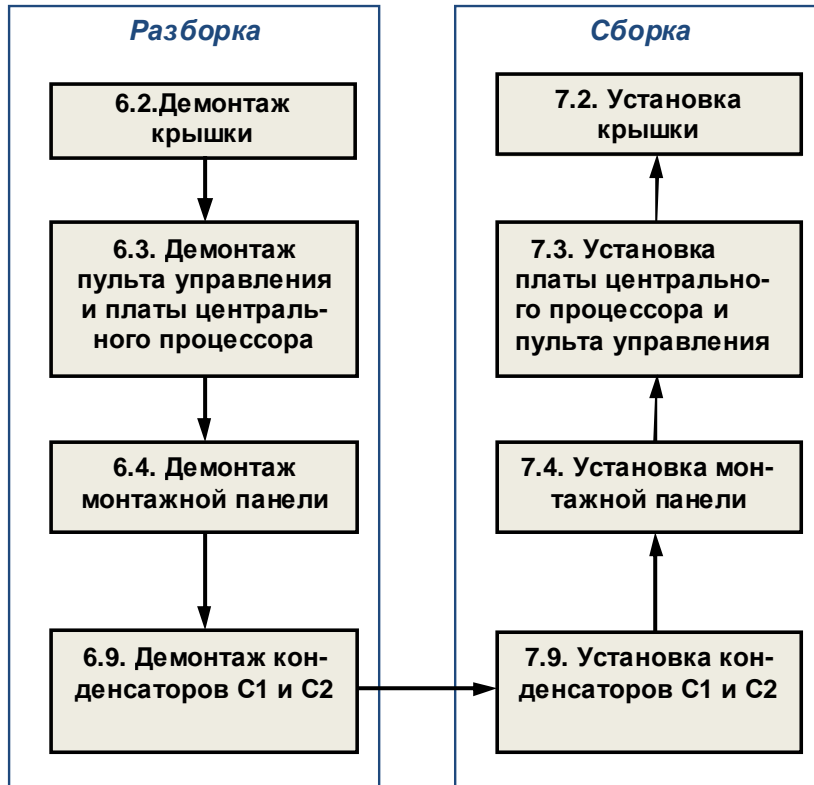 Разборка
6.2.Демонтаж
крышки
6.3. Демонтаж
пульта управления
и платы централь-
ного процессора
6.4. Демонтаж
монтажной панели
6.9. Демонтаж кон-
денсаторов С1 и С2
Сборка
7.2. Установка
крышки
7.3. Установка
платы центрально-
го процессора и
пульта управления
7.4. Установка мон-
тажной панели
7.9. Установка кон-
денсаторов С1 и С2